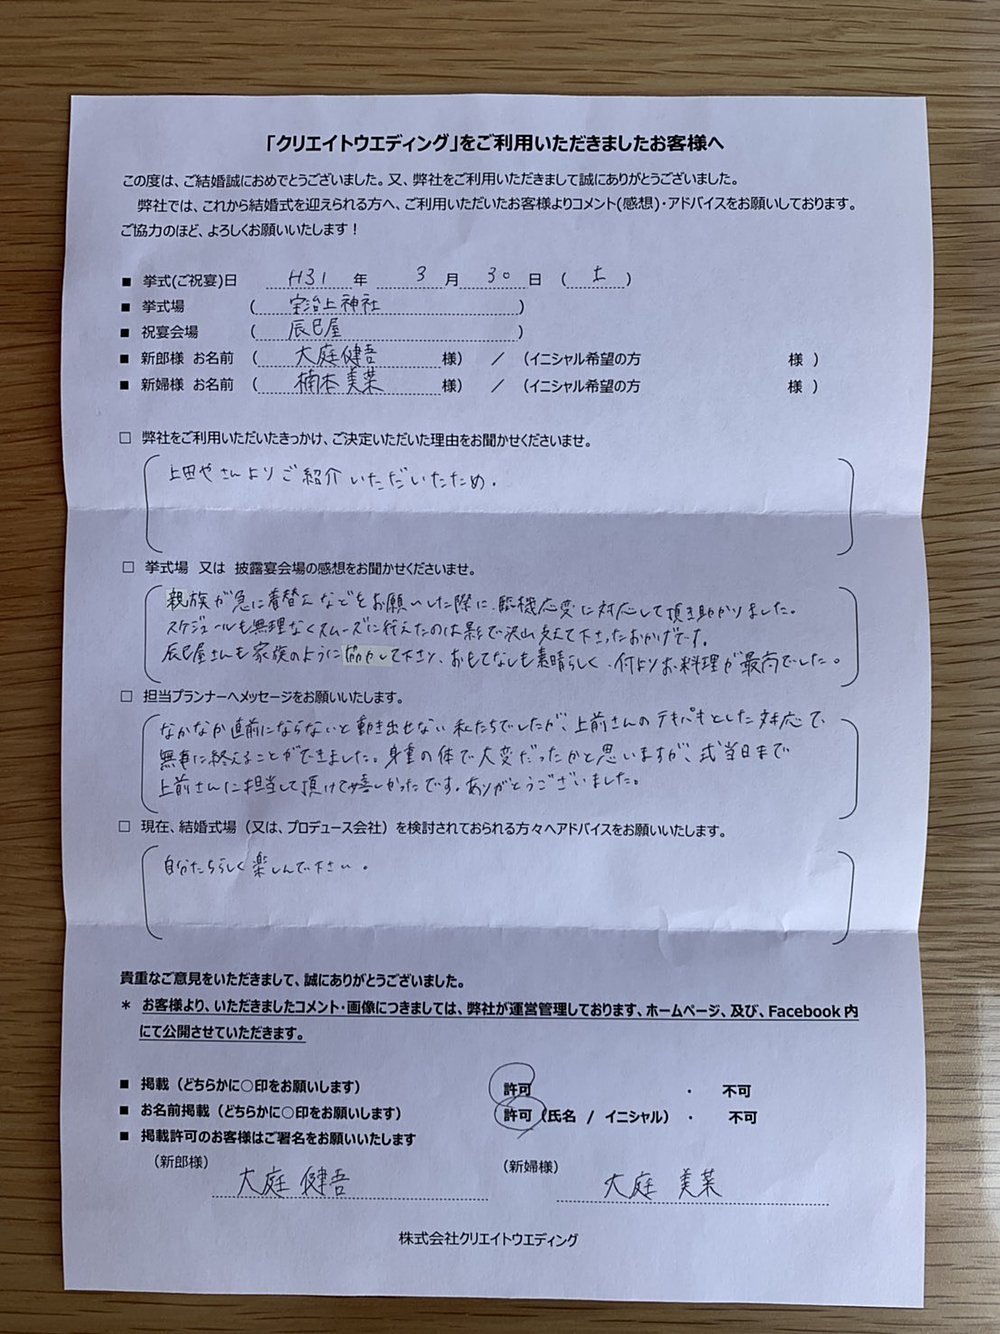 「クリエイトウエディング」をご利用いただきましたお客様へ
この度は、ご結婚誠におめでとうございました。又、弊社をご利用いただきまして誠にありがとうございました。
弊社では、これから結婚式を迎えられる方へ、ご利用いただいたお客様よりコメント(感想)・アドバイスをお願いしております。
ご協力のほど、よろしくお願いいたします！
■ 挙式(ご祝宴)日 H31 年 3 月 30 日 ( 土 )
■ 挙式場 ( 宇治上神社 )
■ 祝宴会場 ( 辰巳屋 )
■ 新郎様 お名前 ( 大庭健吾 様) ／ (イニシャル希望の方 様 )
■ 新婦様 お名前 ( 楠本美菜 様) ／ (イニシャル希望の方 様 )
□ 弊社をご利用いただいたきっかけ、ご決定いただいた理由をお聞かせくださいませ。
上田やさんよりご紹介いただいたため。
□ 挙式場 又は 披露宴会場の感想をお聞かせくださいませ。
親族が急に着替えなどをお願いした際に、臨機応変に対応して頂き助かりました。
スケジュールも無理なくスムーズに行えたのは影で沢山支えて下さったおかげです。
辰巳屋さんも家族のように協力して下さり、おもてなしも素晴らしく、何よりお料理が最高でした。
□ 担当プランナーへメッセージをお願いいたします。
なかなか直前にならないと動き出せない私たちでしたが、上前さんのテキパキとした対応で、
無事に終えることができました。身重の体で大変だったかと思いますが、式当日まで
上前さんに担当して頂けて嬉しかったです。ありがとうございました。
□ 現在、結婚式場（又は、プロデュース会社）を検討されておられる方々へアドバイスをお願いいたします。
自分たちらしく楽しんで下さい。
貴重なご意見をいただきまして、誠にありがとうございました。
＊ お客様より、いただきましたコメント・画像につきましては、弊社が運営管理しております、ホームページ、及び、Facebook内
にて公開させていただきます。
■ 掲載（どちらかに○印をお願いします） 許可 ・ 不可
■ お名前掲載（どちらかに○印をお願いします） 許可（氏名 / イニシャル）・ 不可
■ 掲載許可のお客様はご署名をお願いいたします
（新郎様） 大庭 健吾 （新婦様） 大庭 美菜
株式会社クリエイトウエディング